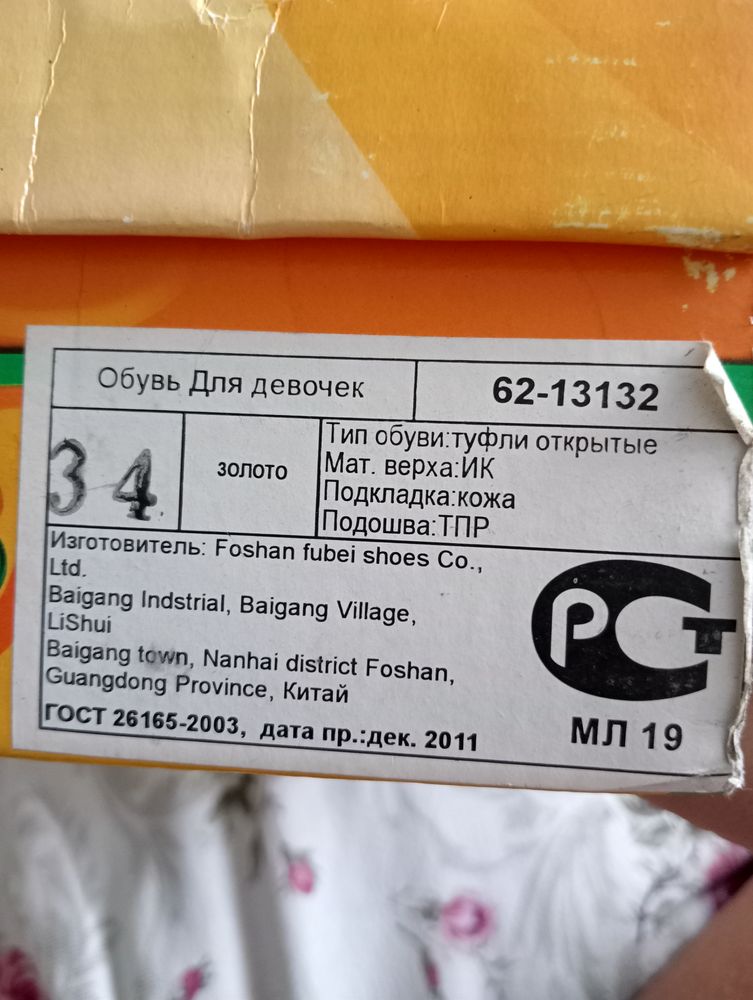 Обувь Для девочек
62-13132
34
золото
Тип обуви:туфли открытые
Мат. верха:ИК
Подкладка:кожа
Подошва:ТПР
Изготовитель: Foshan fubei shoes Co.,
Ltd.
Baigang Indstrial, Baigang Village,
LiShui
Baigang town, Nanhai district Foshan,
Guangdong Province, Китай
ГОСТ 26165-2003, дата пр.:дек. 2011
РСТ
МЛ 19